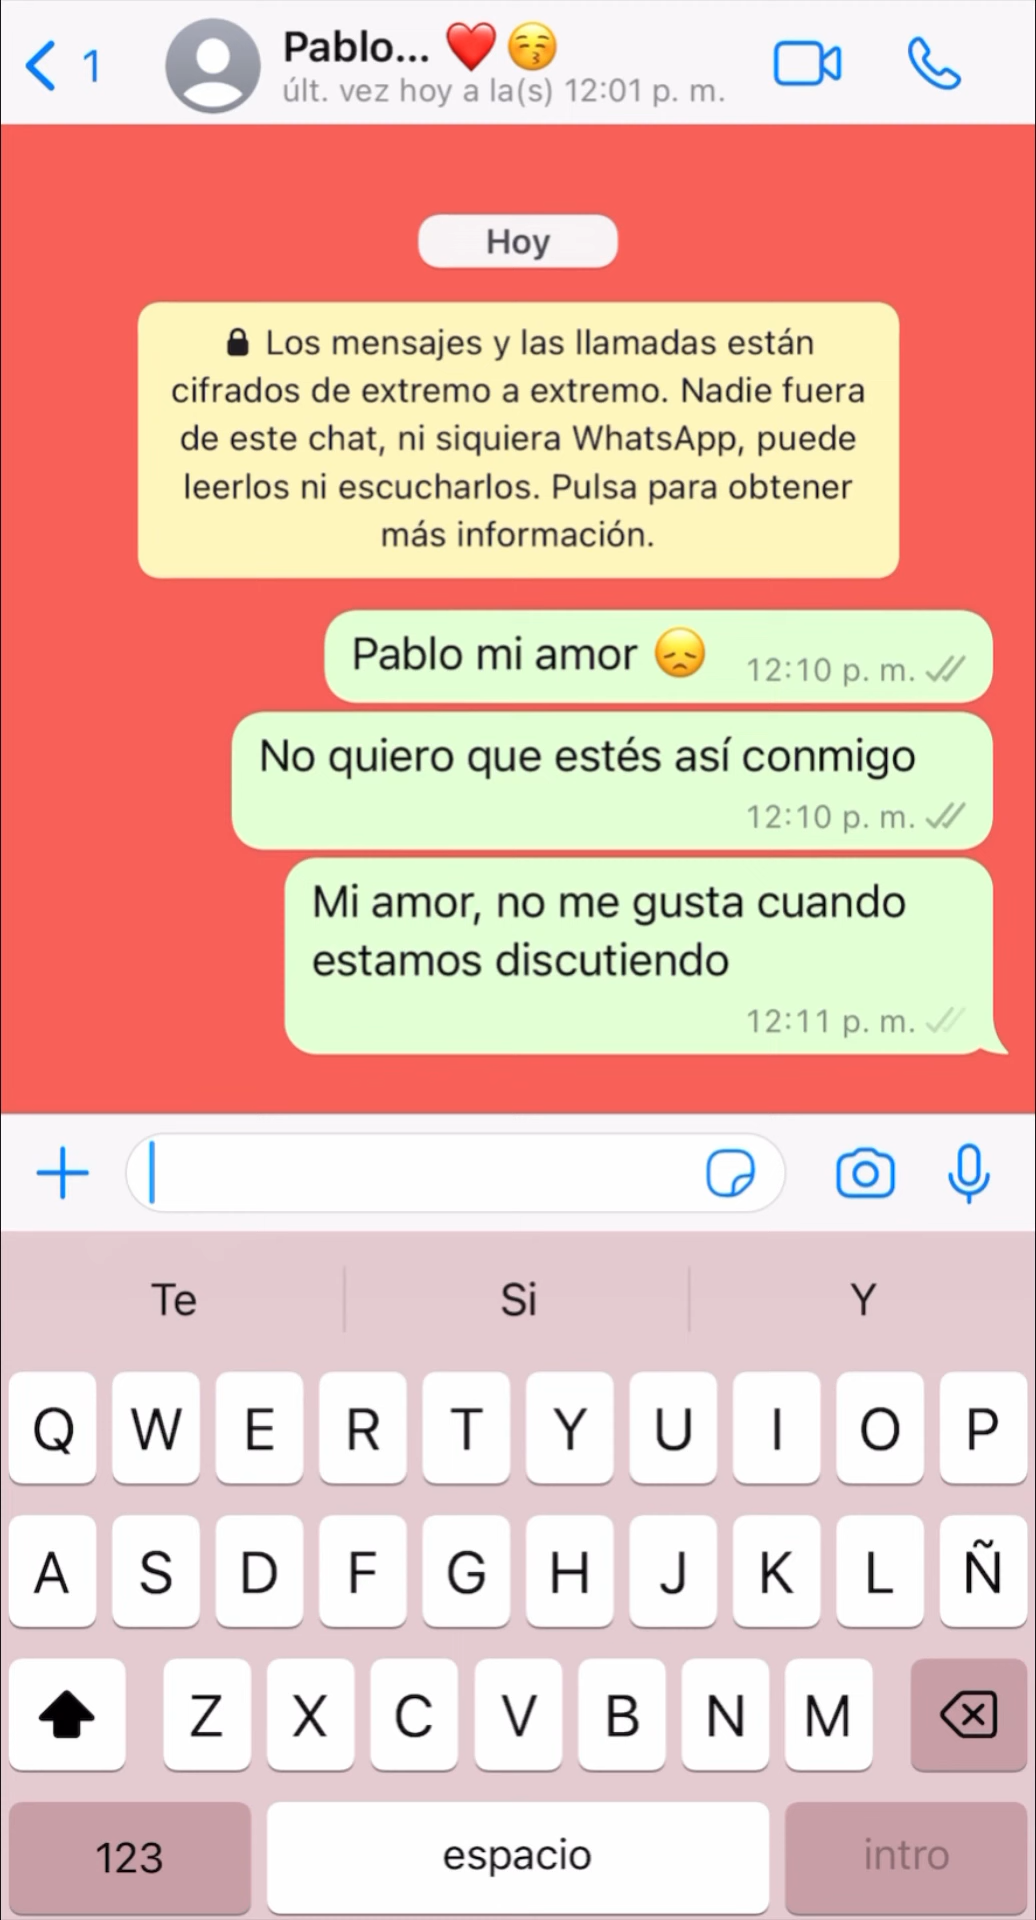 1
Pablo... ❤️😚
últ. vez hoy a la(s) 12:01 p. m.
Hoy
🔒 Los mensajes y las llamadas están
cifrados de extremo a extremo. Nadie fuera
de este chat, ni siquiera WhatsApp, puede
leerlos ni escucharlos. Pulsa para obtener
más información.
Pablo mi amor 😞 12:10 p. m.
No quiero que estés así conmigo
12:10 p. m.
Mi amor, no me gusta cuando
estamos discutiendo
12:11 p. m.
Te Si Y
Q W E R T Y U I O P
A S D F G H J K L Ñ
Z X C V B N M
123 espacio intro